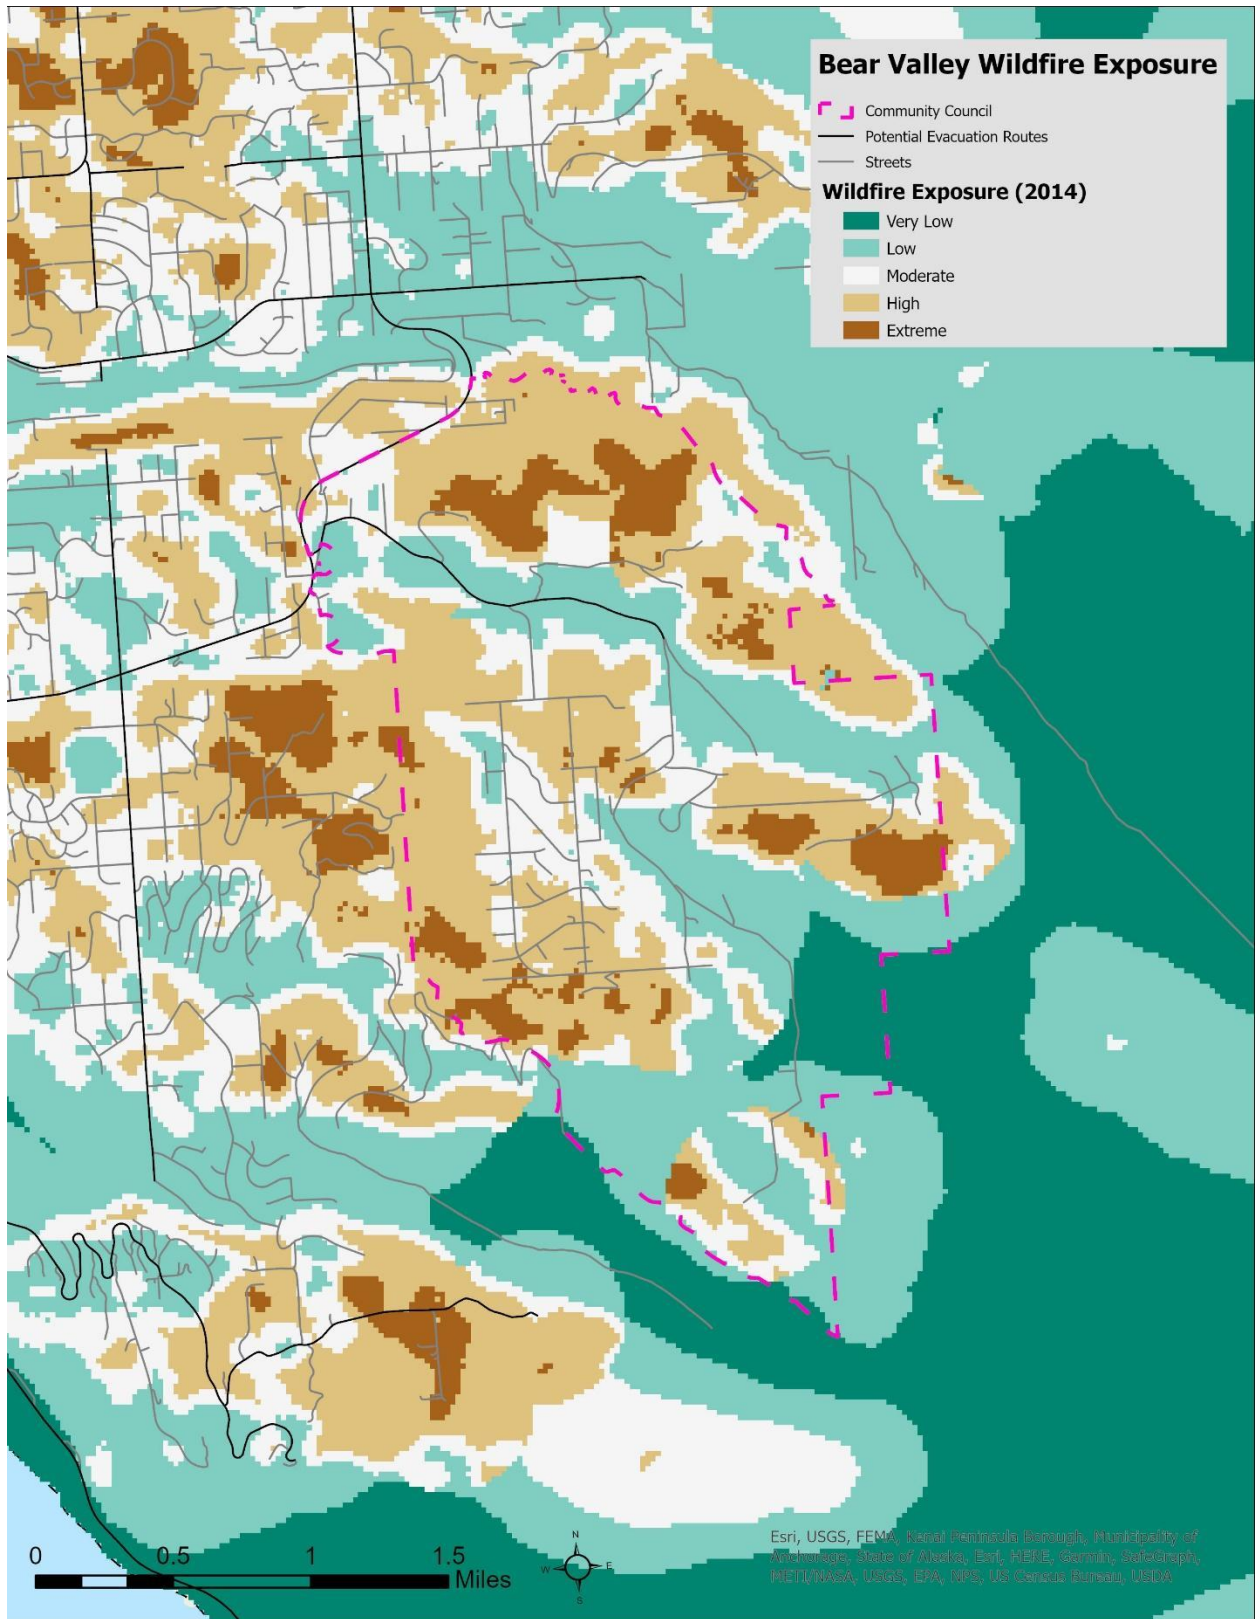 Bear Valley Wildfire Exposure
Community Council
Potential Evacuation Routes
Streets
Wildfire Exposure (2014)
Very Low
Low
Moderate
High
Extreme
Esri, USGS, FEMA, Kenai Peninsula Borough, Municipality of
Anchorage, State of Alaska, Esri, HERE, Garmin, SafeGraph,
METI/NASA, USGS, EPA, NPS, US Census Bureau, USDA
0 0.5 1 1.5
Miles
N
W E
S